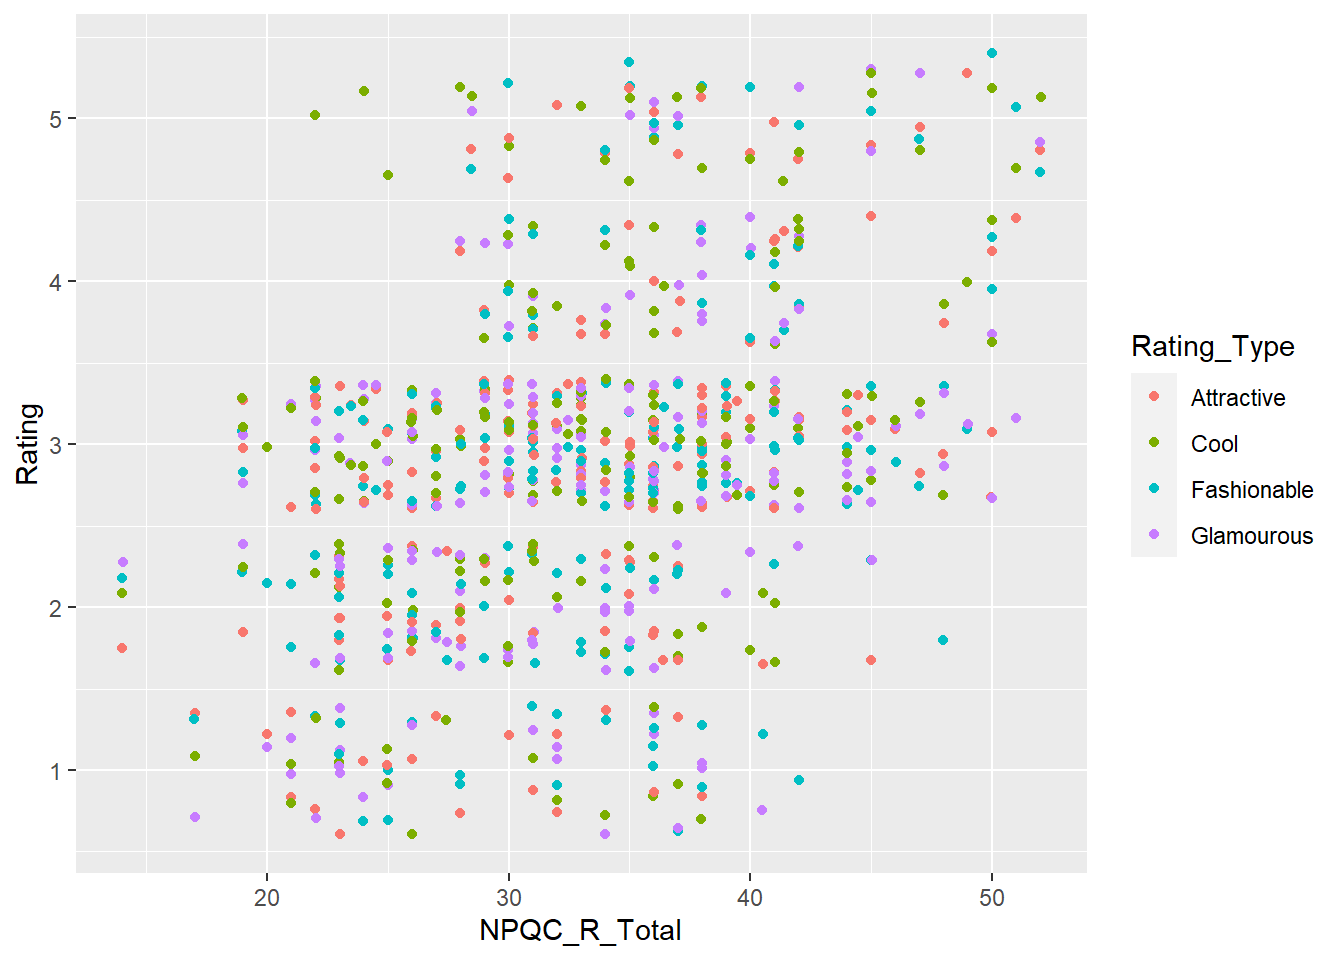 5
4
3
2
1
Rating
20 30 40 50
NPQC_R_Total
Rating_Type
Attractive
Cool
Fashionable
Glamourous